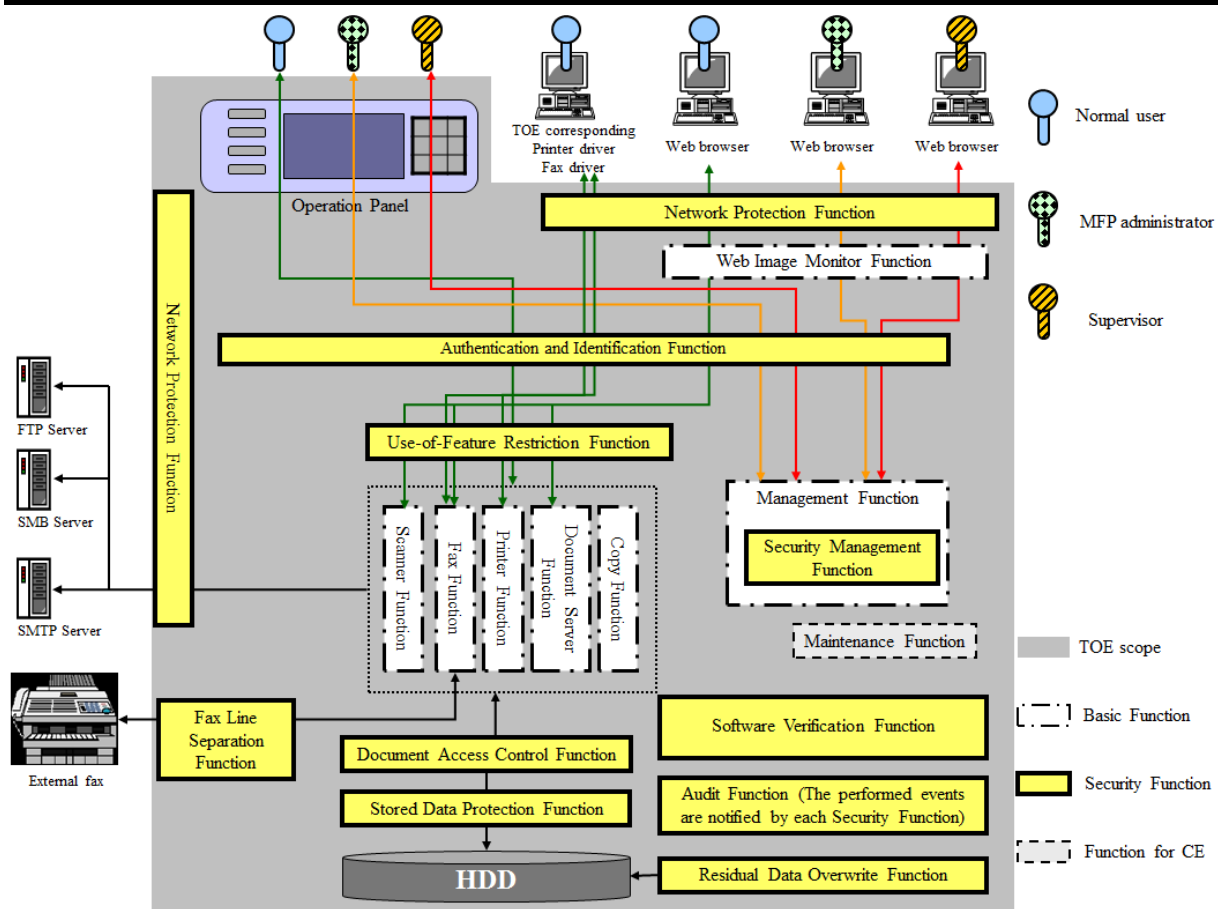 TOE corresponding
Printer driver
Fax driver
Web browser
Web browser
Web browser
Normal user
MFP administrator
Supervisor
Operation Panel
Network Protection Function
Web Image Monitor Function
Network Protection Function
Authentication and Identification Function
Use-of-Feature Restriction Function
FTP Server
SMB Server
SMTP Server
Scanner Function
Fax Function
Printer Function
Document Server
Function
Copy Function
Management Function
Security Management
Function
Maintenance Function
External fax
Fax Line
Separation
Function
Document Access Control Function
Stored Data Protection Function
HDD
Software Verification Function
Audit Function (The performed events
are notified by each Security Function)
Residual Data Overwrite Function
TOE scope
Basic Function
Security Function
Function for CE